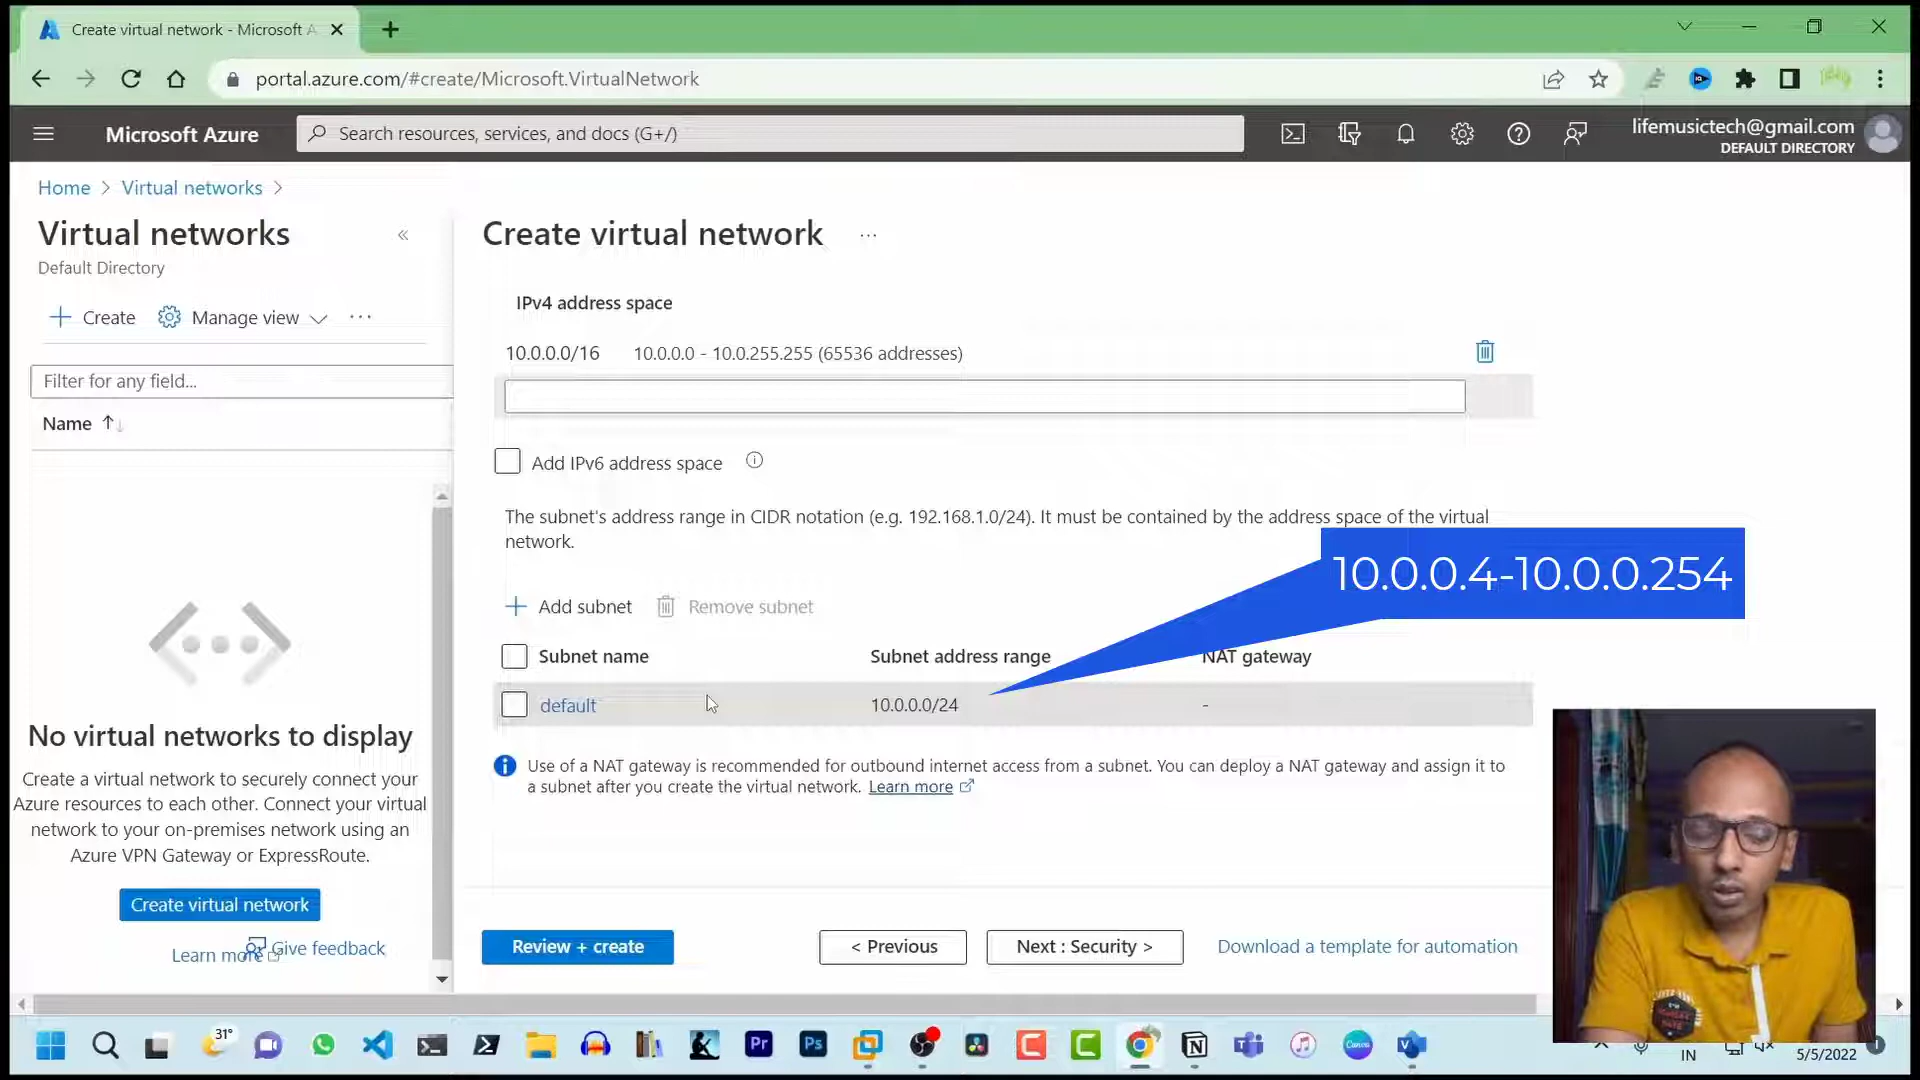 Create virtual network - Microsoft A
portal.azure.com/#create/Microsoft.VirtualNetwork
Microsoft Azure
Search resources, services, and docs (G+/)
lifemusictech@gmail.com
DEFAULT DIRECTORY
Home > Virtual networks >
Virtual networks
Default Directory
Create virtual network
Create
Manage view
Filter for any field...
Name
IPv4 address space
10.0.0.0/16 10.0.0.0 - 10.0.255.255 (65536 addresses)
Add IPv6 address space
The subnet's address range in CIDR notation (e.g. 192.168.1.0/24). It must be contained by the address space of the virtual
network.
10.0.0.4-10.0.0.254
Add subnet
Remove subnet
Subnet name Subnet address range NAT gateway
default 10.0.0.0/24 -
Use of a NAT gateway is recommended for outbound internet access from a subnet. You can deploy a NAT gateway and assign it to
a subnet after you create the virtual network. Learn more
No virtual networks to display
Create a virtual network to securely connect your
Azure resources to each other. Connect your virtual
network to your on-premises network using an
Azure VPN Gateway or ExpressRoute.
Create virtual network
Learn more
Give feedback
Review + create
< Previous
Next : Security >
Download a template for automation
31°
Pr
Ps
Canva
IN
5/5/2022
1